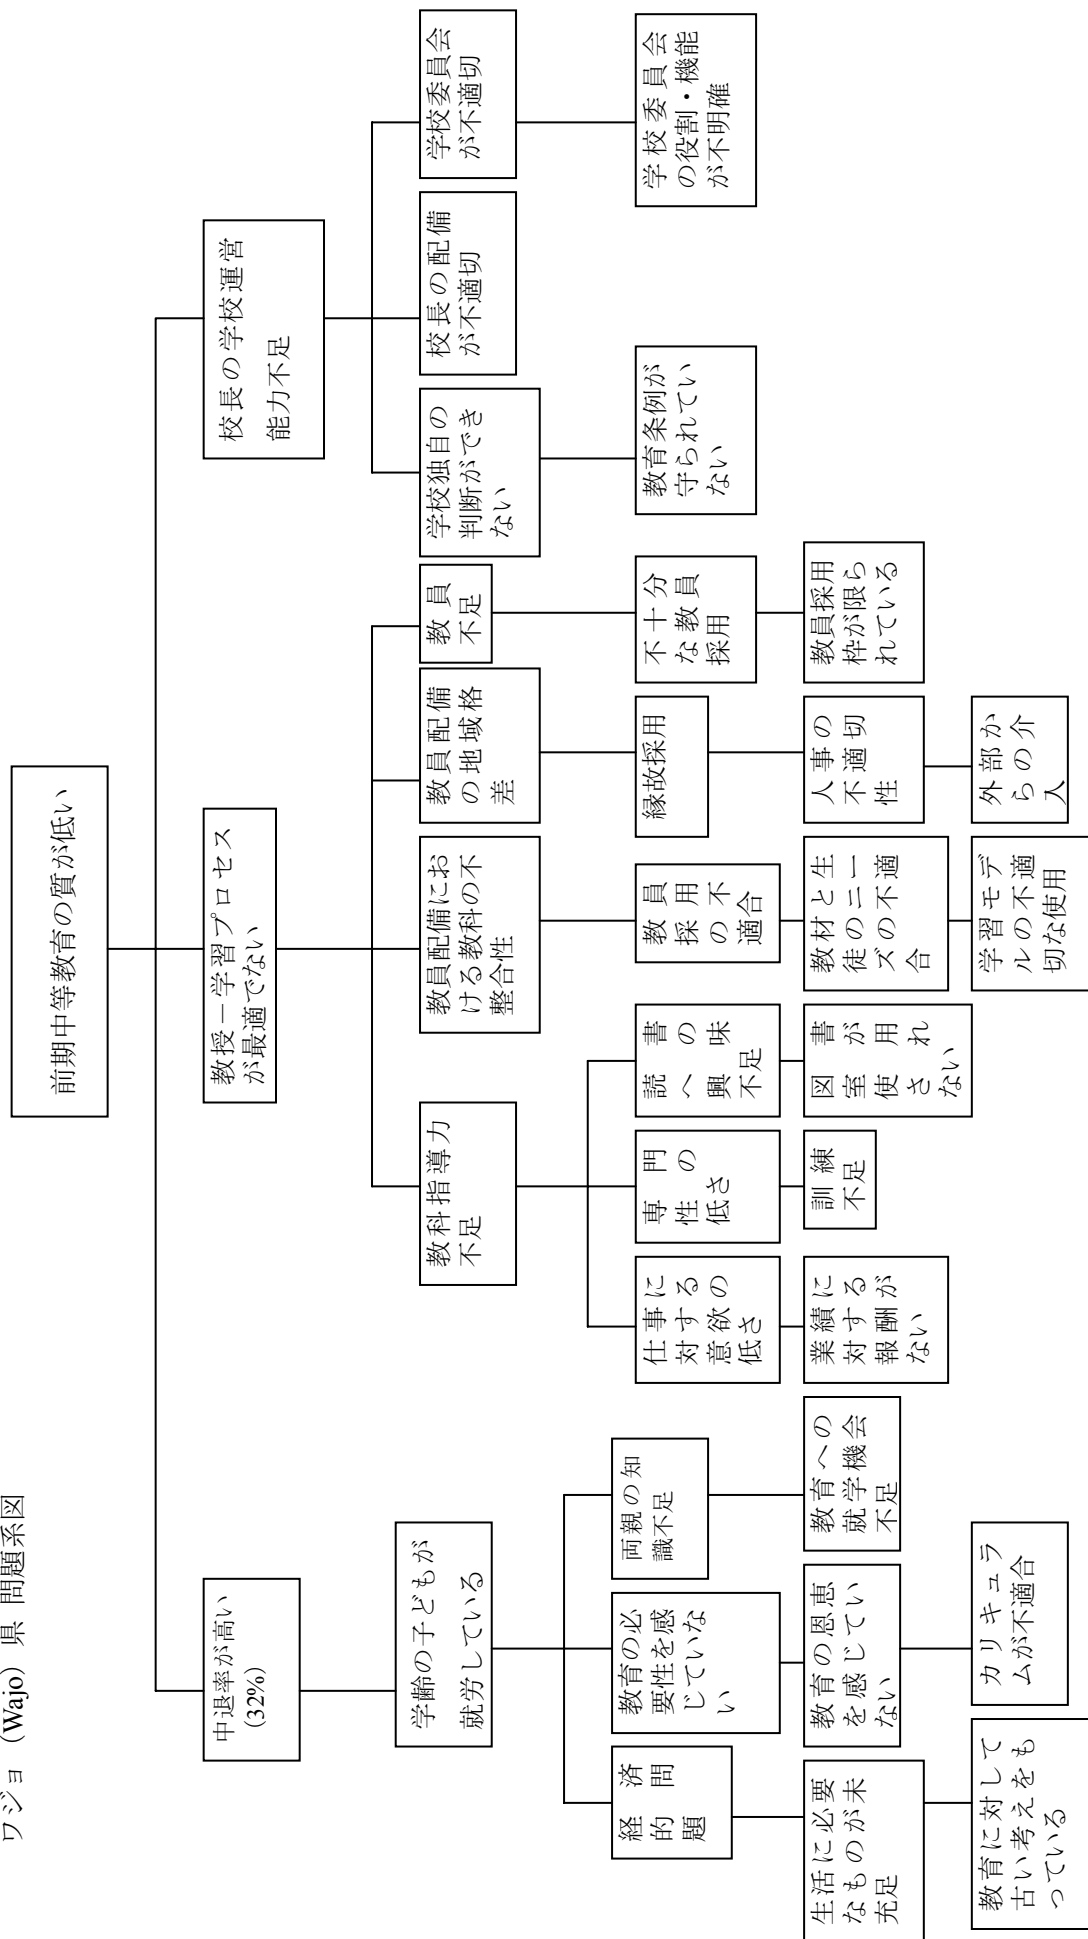 ワジョ (Wajo) 県 問題系図
前期中等教育の質が低い
中退率が高い
(32%)
教授－学習プロセス
が最適でない
校長の学校運営
能力不足
学齢の子どもが
就労している
教科指導力
不足
教員配備にお
ける教科の不
整合性
教員配備
の地域格
差
教員
不足
学校独自の
判断ができ
ない
校長の配備
が不適切
学校委員会
が不適切
経済
的問
題
教育の必
要性を感
じていな
い
両親の知
識不足
仕事に
対する
意欲の
低さ
専門
性の
低さ
読書
への
興味
不足
教員
採用
の不
適合
縁故採用
不十分
な教員
採用
教育条例が
守られてい
ない
学校委員会
の役割・機能
が不明確
生活に必要
なものが未
充足
教育の恩恵
を感じてい
ない
教育への
就学機会
不足
業績に
対する
報酬が
ない
訓練
不足
図書
室が
使用
され
ない
教材と生
徒のニー
ズの不適
合
人事の
不適切
性
教員採用
枠が限ら
れている
教育に対して
古い考えをも
っている
カリキュラ
ムが不適合
学習モデ
ルの不適
切な使用
外部か
らの介
入